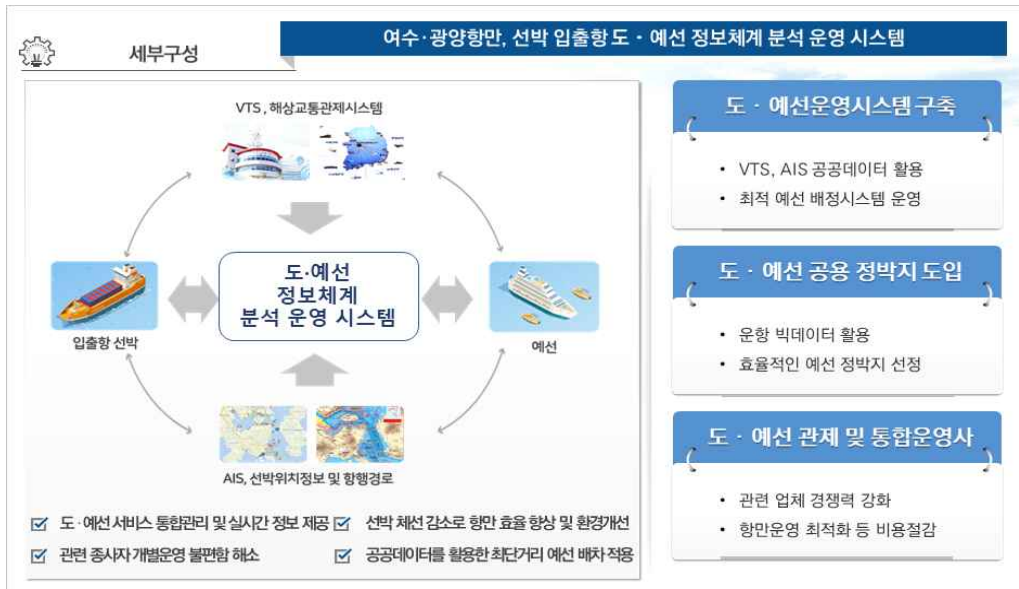 세부구성
여수·광양항만, 선박 입출항 도 · 예선 정보체계 분석 운영 시스템
VTS , 해상교통관제시스템
도·예선
정보체계
분석 운영 시스템
입출항 선박
예선
AIS, 선박위치정보 및 항행경로
도 · 예선 서비스 통합관리 및 실시간 정보 제공
선박 체선 감소로 항만 효율 향상 및 환경개선
관련 종사자 개별운영 불편함 해소
공공데이터를 활용한 최단거리 예선 배차 적용
도 · 예선운영시스템 구축
• VTS, AIS 공공데이터 활용
• 최적 예선 배정시스템 운영
도 · 예선 공용 정박지 도입
• 운항 빅데이터 활용
• 효율적인 예선 정박지 선정
도 · 예선 관제 및 통합운영사
• 관련 업체 경쟁력 강화
• 항만운영 최적화 등 비용절감